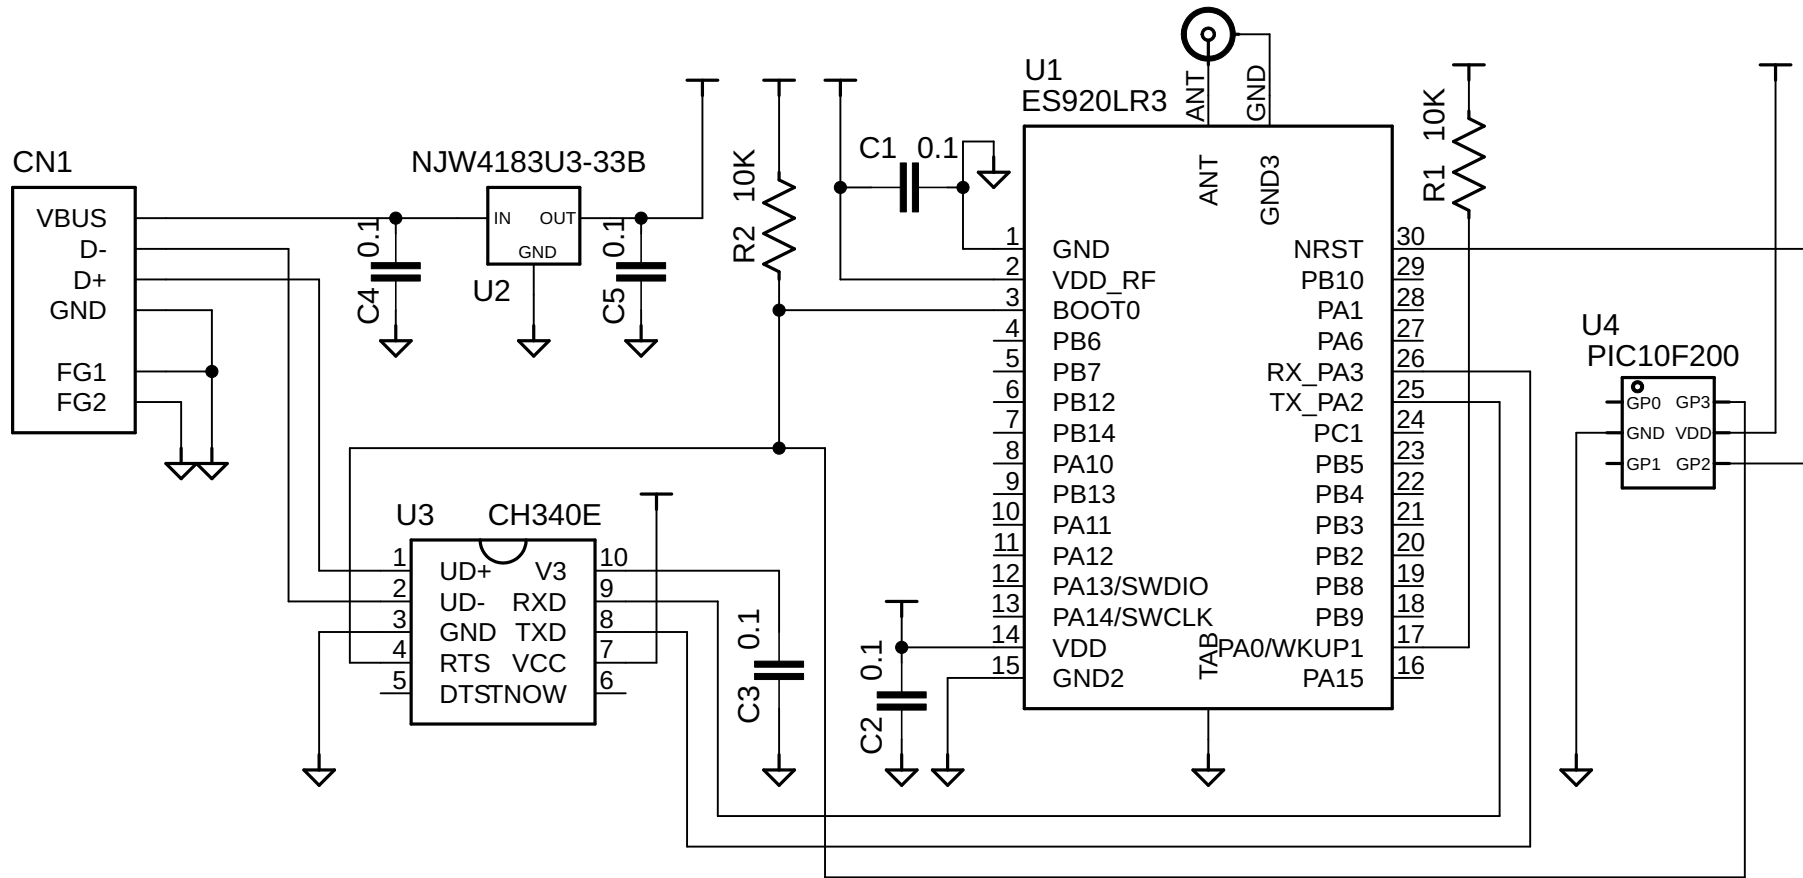 CN1
VBUS
D-
D+
GND
FG1
FG2
NJW4183U3-33B
IN OUT
GND
U2
C4 0.1
C5 0.1
R2 10K
C1 0.1
U1
ES920LR3
ANT
GND
ANT
GND3
1 GND
2 VDD_RF
3 BOOT0
4 PB6
5 PB7
6 PB12
7 PB14
8 PA10
9 PB13
10 PA11
11 PA12
12 PA13/SWDIO
13 PA14/SWCLK
14 VDD
15 GND2
TAB
NRST 30
PB10 29
PA1 28
PA6 27
RX_PA3 26
TX_PA2 25
PC1 24
PB5 23
PB4 22
PB3 21
PB2 20
PB8 19
PB9 18
PA0/WKUP1 17
PA15 16
R1 10K
U4
PIC10F200
GP0 GP3
GND VDD
GP1 GP2
U3 CH340E
1 UD+ V3 10
2 UD- RXD 9
3 GND TXD 8
4 RTS VCC 7
5 DTS TNOW 6
C3 0.1
C2 0.1